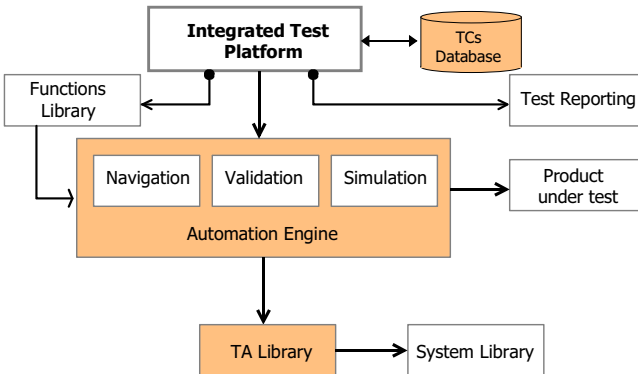 Integrated Test
Platform
TCs
Database
Functions
Library
Test Reporting
Navigation
Validation
Simulation
Automation Engine
Product
under test
TA Library
System Library